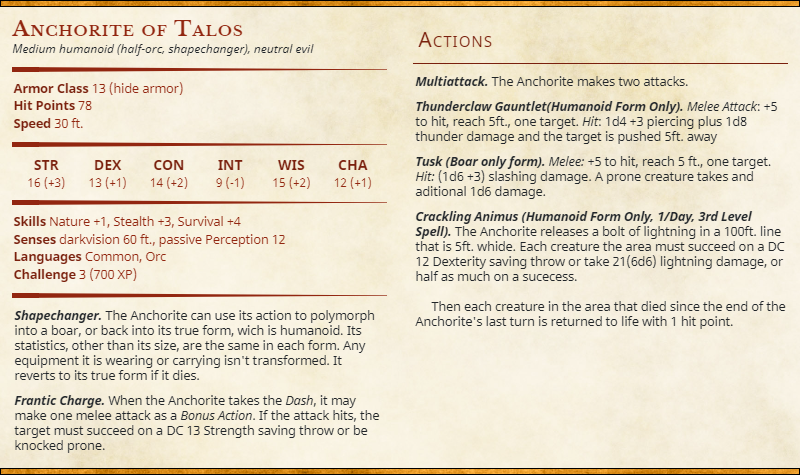 Anchorite of Talos
Medium humanoid (half-orc, shapechanger), neutral evil
Armor Class 13 (hide armor)
Hit Points 78
Speed 30 ft.
STR DEX CON INT WIS CHA
16 (+3) 13 (+1) 14 (+2) 9 (-1) 15 (+2) 12 (+1)
Skills Nature +1, Stealth +3, Survival +4
Senses darkvision 60 ft., passive Perception 12
Languages Common, Orc
Challenge 3 (700 XP)
Shapechanger. The Anchorite can use its action to polymorph
into a boar, or back into its true form, wich is humanoid. Its
statistics, other than its size, are the same in each form. Any
equipment it is wearing or carrying isn't transformed. It
reverts to its true form if it dies.
Frantic Charge. When the Anchorite takes the Dash, it may
make one melee attack as a Bonus Action. If the attack hits, the
target must succeed on a DC 13 Strength saving throw or be
knocked prone.
Actions
Multiattack. The Anchorite makes two attacks.
Thunderclaw Gauntlet(Humanoid Form Only). Melee Attack: +5
to hit, reach 5ft., one target. Hit: 1d4 +3 piercing plus 1d8
thunder damage and the target is pushed 5ft. away
Tusk (Boar only form). Melee: +5 to hit, reach 5 ft., one target.
Hit: (1d6 +3) slashing damage. A prone creature takes and
aditional 1d6 damage.
Crackling Animus (Humanoid Form Only, 1/Day, 3rd Level
Spell). The Anchorite releases a bolt of lightning in a 100ft. line
that is 5ft. whide. Each creature the area must succeed on a DC
12 Dexterity saving throw or take 21(6d6) lightning damage, or
half as much on a sucecess.
Then each creature in the area that died since the end of the
Anchorite's last turn is returned to life with 1 hit point.